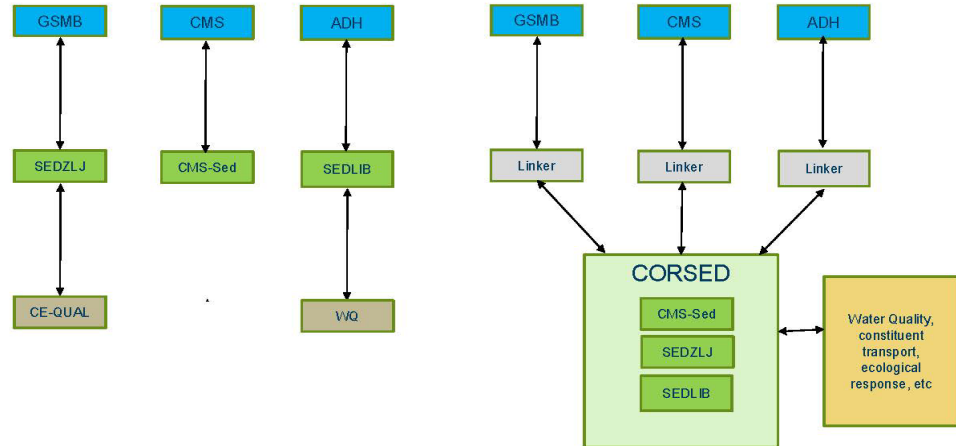 GSMB
CMS
ADH
GSMB
CMS
ADH
SEDZLJ
CMS-Sed
SEDLIB
Linker
Linker
Linker
CE-QUAL
WQ
CORSED
CMS-Sed
SEDZLJ
SEDLIB
Water Quality,
constituent
transport,
ecological
response, etc